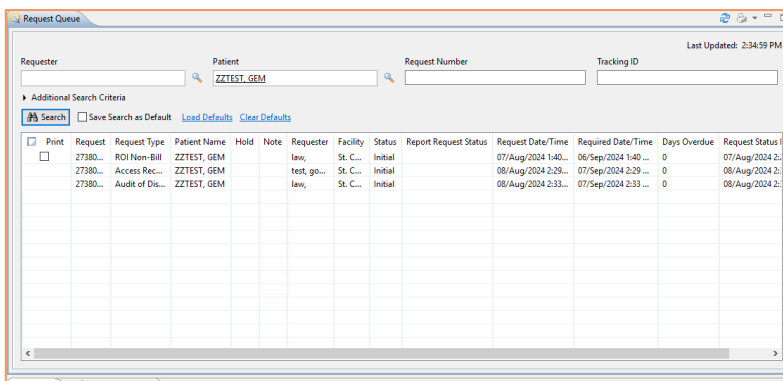 Request Queue
Last Updated: 2:34:59 PM
Requester Patient Request Number Tracking ID
ZZTEST, GEM
Additional Search Criteria
Search Save Search as Default Load Defaults Clear Defaults
Print Request Request Type Patient Name Hold Note Requester Facility Status Report Request Status Request Date/Time Required Date/Time Days Overdue Request Status
27380... ROI Non-Bill ZZTEST, GEM law, St. C... Initial 07/Aug/2024 1:40... 06/Sep/2024 1:40 ... 0 07/Aug/2024 2:
27380... Access Rec... ZZTEST, GEM test, go... St. C... Initial 08/Aug/2024 2:29... 07/Sep/2024 2:29 ... 0 08/Aug/2024 2:
27380... Audit of Dis... ZZTEST, GEM law, St. C... Initial 08/Aug/2024 2:33... 07/Sep/2024 2:33 ... 0 08/Aug/2024 2: